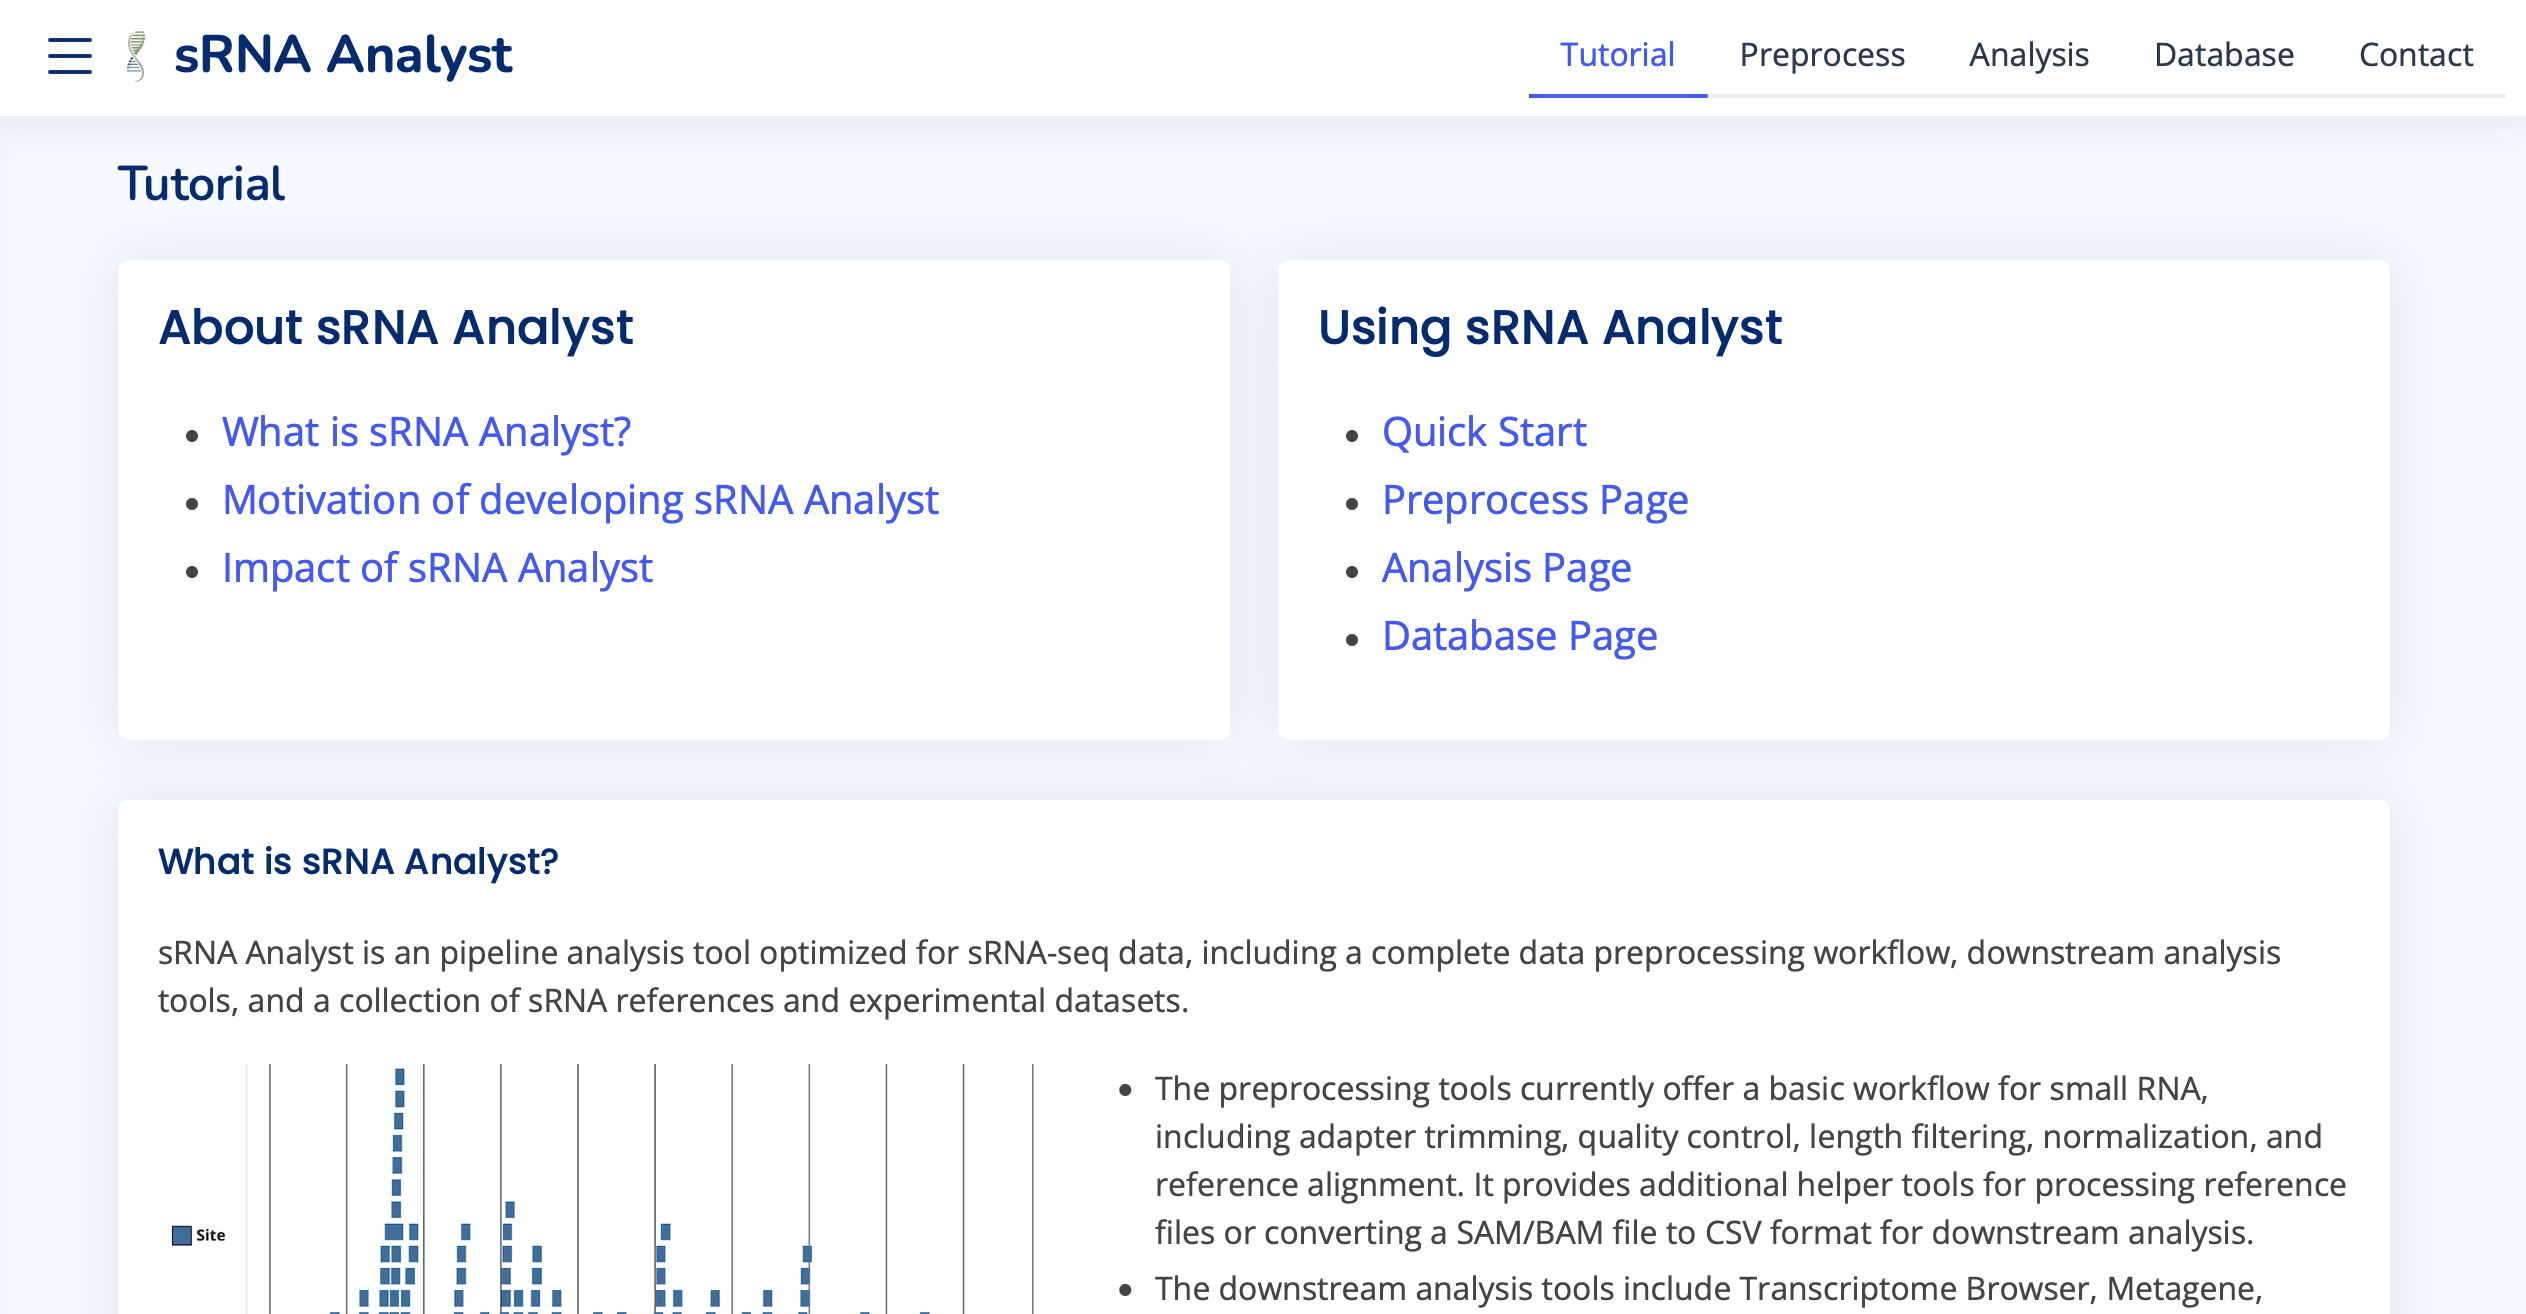 sRNA Analyst
Tutorial Preprocess Analysis Database Contact
Tutorial
About sRNA Analyst
What is sRNA Analyst?
Motivation of developing sRNA Analyst
Impact of sRNA Analyst
Using sRNA Analyst
Quick Start
Preprocess Page
Analysis Page
Database Page
What is sRNA Analyst?
sRNA Analyst is an pipeline analysis tool optimized for sRNA-seq data, including a complete data preprocessing workflow, downstream analysis
tools, and a collection of sRNA references and experimental datasets.
Site
The preprocessing tools currently offer a basic workflow for small RNA,
including adapter trimming, quality control, length filtering, normalization, and
reference alignment. It provides additional helper tools for processing reference
files or converting a SAM/BAM file to CSV format for downstream analysis.
The downstream analysis tools include Transcriptome Browser, Metagene,